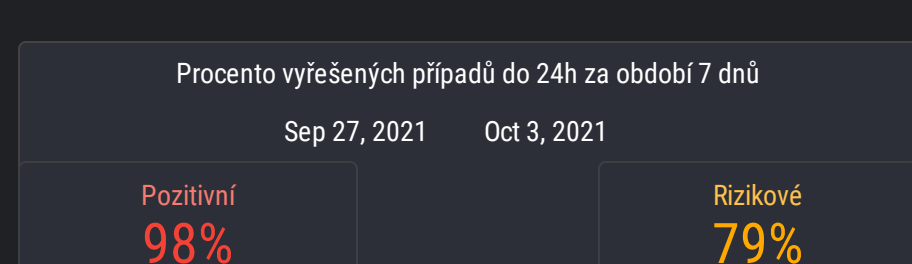 Procento vyřešených případů do 24h za období 7 dnů
Sep 27, 2021 Oct 3, 2021
Pozitivní Rizikové
98% 79%